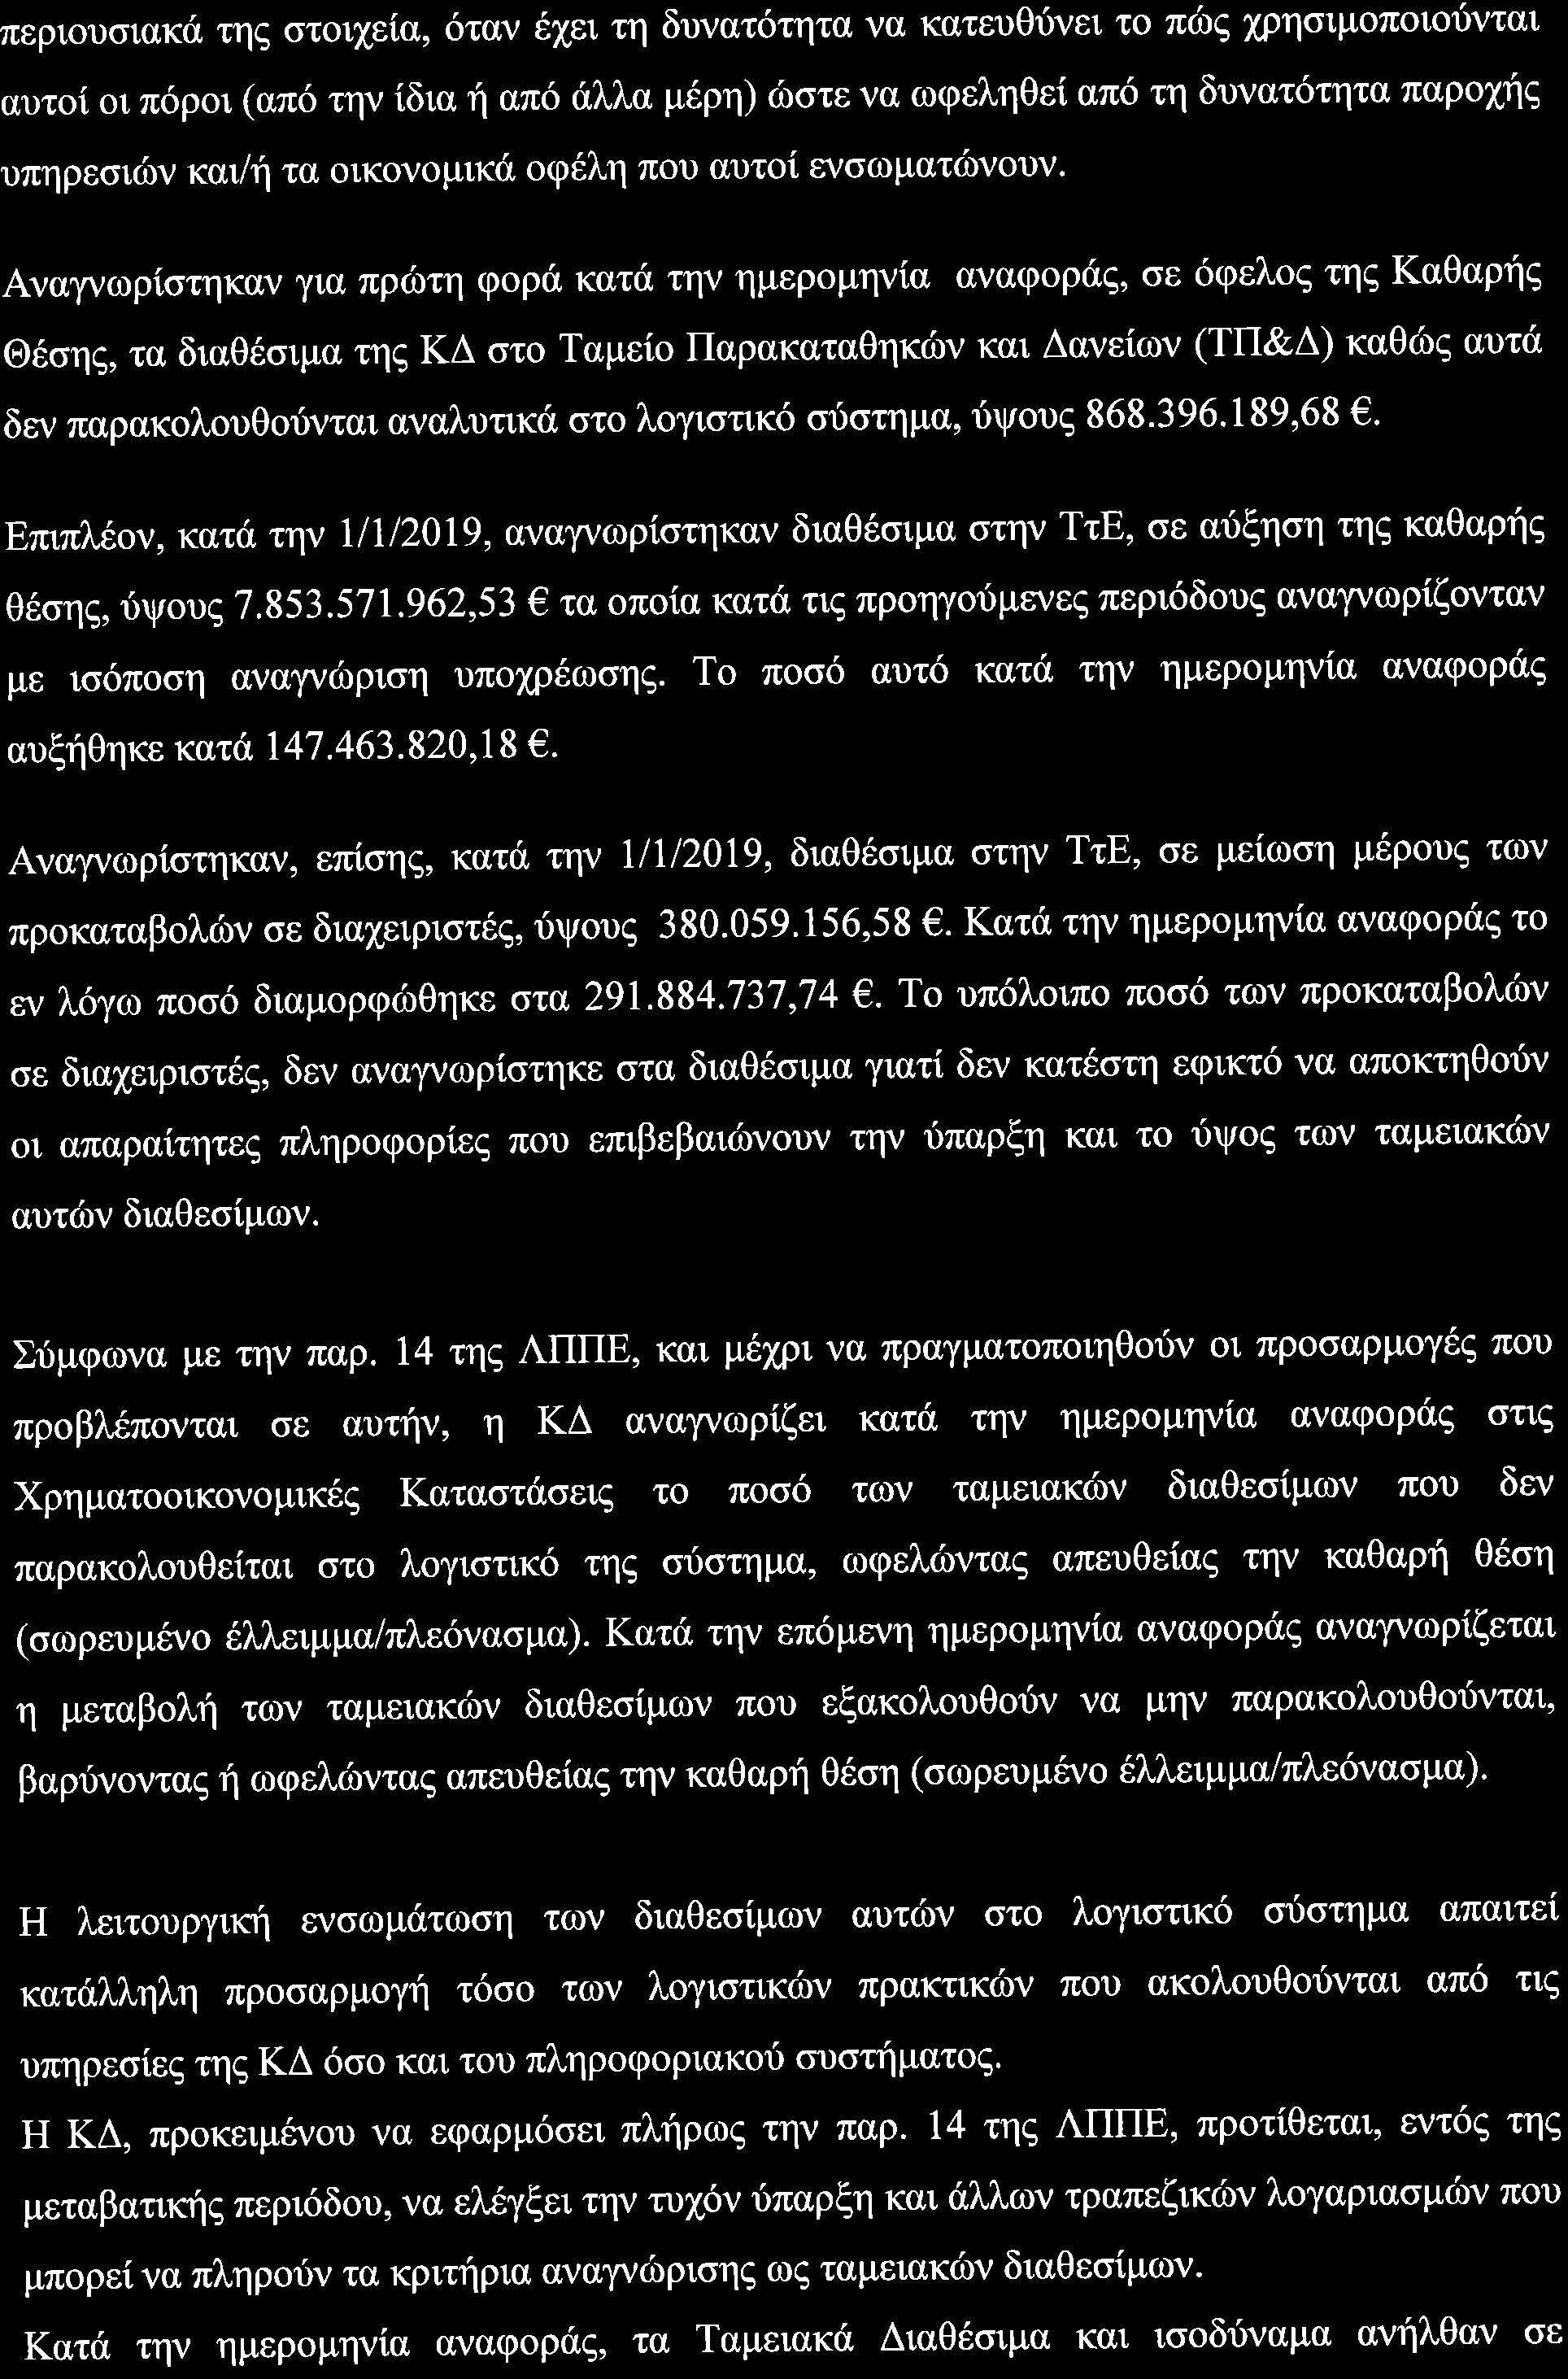 περιουσιακά της στοιχεία, όταν έχει τη δυνατότητα να κατευθύνει το πώς χρησιμοποιούνται
αυτοί οι πόροι (από την ίδια ή από άλλα μέρη) ώστε να ωφεληθεί από τη δυνατότητα παροχής
υπηρεσιών και/ή τα οικονομικά οφέλη που αυτοί ενσωματώνουν.
Αναγνωρίστηκαν για πρώτη φορά κατά την ημερομηνία αναφοράς, σε όφελος της Καθαρής
Θέσης, τα διαθέσιμα της ΚΔ στο Ταμείο Παρακαταθηκών και Δανείων (ΤΠ&Δ) καθώς αυτά
δεν παρακολουθούνται αναλυτικά στο λογιστικό σύστημα, ύψους 868.396.189,68 €.
Επιπλέον, κατά την 1/1/2019, αναγνωρίστηκαν διαθέσιμα στην ΤτΕ, σε αύξηση της καθαρής
θέσης, ύψους 7.853.571.962,53 € τα οποία κατά τις προηγούμενες περιόδους αναγνωρίζονταν
με ισόποση αναγνώριση υποχρέωσης. Το ποσό αυτό κατά την ημερομηνία αναφοράς
αυξήθηκε κατά 147.463.820,18 €.
Αναγνωρίστηκαν, επίσης, κατά την 1/1/2019, διαθέσιμα στην ΤτΕ, σε μείωση μέρους των
προκαταβολών σε διαχειριστές, ύψους 380.059.156,58 €. Κατά την ημερομηνία αναφοράς το
εν λόγω ποσό διαμορφώθηκε στα 291.884.737,74 €. Το υπόλοιπο ποσό των προκαταβολών
σε διαχειριστές, δεν αναγνωρίστηκε στα διαθέσιμα γιατί δεν κατέστη εφικτό να αποκτηθούν
οι απαραίτητες πληροφορίες που επιβεβαιώνουν την ύπαρξη και το ύψος των ταμειακών
αυτών διαθεσίμων.
Σύμφωνα με την παρ. 14 της ΛΠΠΕ, και μέχρι να πραγματοποιηθούν οι προσαρμογές που
προβλέπονται σε αυτήν, η ΚΔ αναγνωρίζει κατά την ημερομηνία αναφοράς στις
Χρηματοοικονομικές Καταστάσεις το ποσό των ταμειακών διαθεσίμων που δεν
παρακολουθείται στο λογιστικό της σύστημα, ωφελώντας απευθείας την καθαρή θέση
(σωρευμένο έλλειμμα/πλεόνασμα). Κατά την επόμενη ημερομηνία αναφοράς αναγνωρίζεται
η μεταβολή των ταμειακών διαθεσίμων που εξακολουθούν να μην παρακολουθούνται,
βαρύνοντας ή ωφελώντας απευθείας την καθαρή θέση (σωρευμένο έλλειμμα/πλεόνασμα).
Η λειτουργική ενσωμάτωση των διαθεσίμων αυτών στο λογιστικό σύστημα απαιτεί
κατάλληλη προσαρμογή τόσο των λογιστικών πρακτικών που ακολουθούνται από τις
υπηρεσίες της ΚΔ όσο και του πληροφοριακού συστήματος.
Η ΚΔ, προκειμένου να εφαρμόσει πλήρως την παρ. 14 της ΛΠΠΕ, προτίθεται, εντός της
μεταβατικής περιόδου, να ελέγξει την τυχόν ύπαρξη και άλλων τραπεζικών λογαριασμών που
μπορεί να πληρούν τα κριτήρια αναγνώρισης ως ταμειακών διαθεσίμων.
Κατά την ημερομηνία αναφοράς, τα Ταμειακά Διαθέσιμα και ισοδύναμα ανήλθαν σε